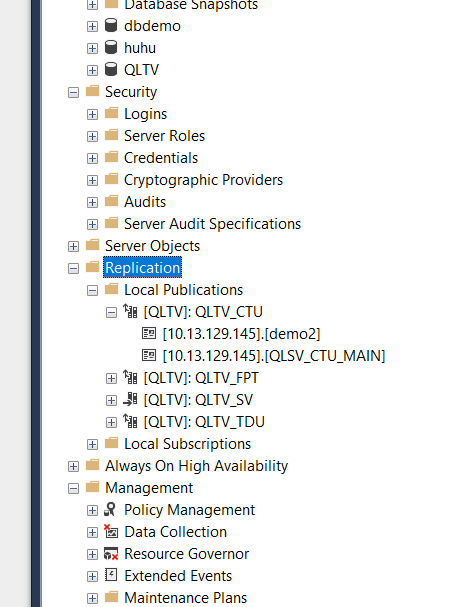 Database Snapshots
dbdemo
huhu
QLTV
Security
Logins
Server Roles
Credentials
Cryptographic Providers
Audits
Server Audit Specifications
Server Objects
Replication
Local Publications
[QLTV]: QLTV_CTU
[10.13.129.145].[demo2]
[10.13.129.145].[QLSV_CTU_MAIN]
[QLTV]: QLTV_FPT
[QLTV]: QLTV_SV
[QLTV]: QLTV_TDU
Local Subscriptions
Always On High Availability
Management
Policy Management
Data Collection
Resource Governor
Extended Events
Maintenance Plans